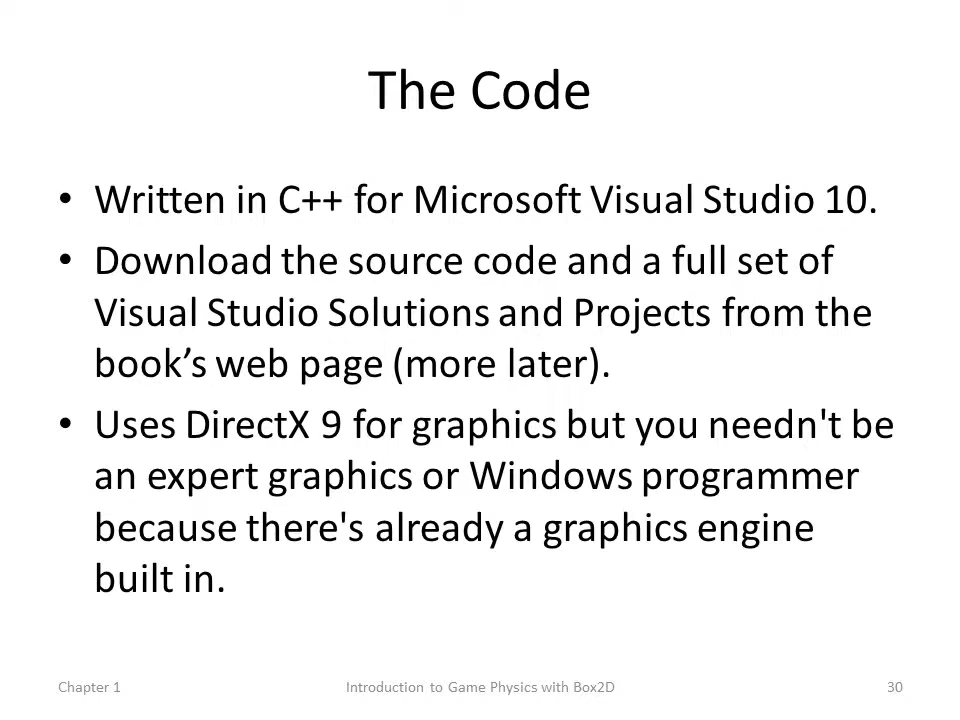 The Code
• Written in C++ for Microsoft Visual Studio 10.
• Download the source code and a full set of
Visual Studio Solutions and Projects from the
book’s web page (more later).
• Uses DirectX 9 for graphics but you needn't be
an expert graphics or Windows programmer
because there's already a graphics engine
built in.
Chapter 1 Introduction to Game Physics with Box2D 30